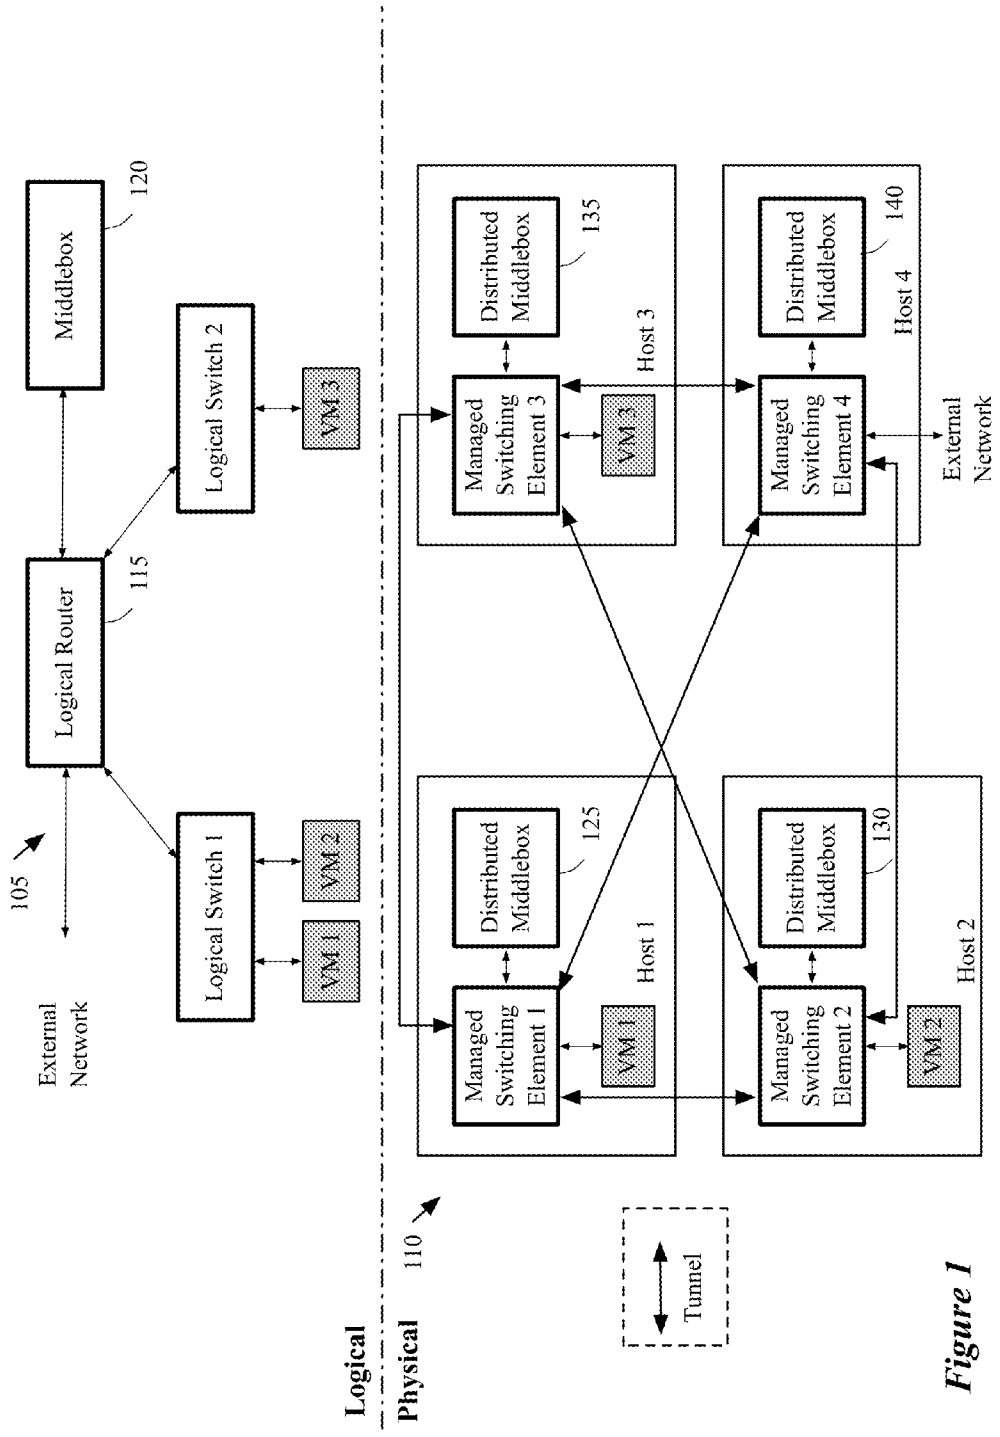 105
External
Network
Logical Router
115
Middlebox
120
Logical Switch 1
Logical Switch 2
VM 1
VM 2
VM 3
Logical
Physical
110
Managed
Switching
Element 1
Distributed
Middlebox
125
VM 1
Host 1
Managed
Switching
Element 3
Distributed
Middlebox
135
VM 3
Host 3
Tunnel
Managed
Switching
Element 2
Distributed
Middlebox
130
VM 2
Host 2
Managed
Switching
Element 4
Distributed
Middlebox
140
Host 4
External
Network
Figure 1